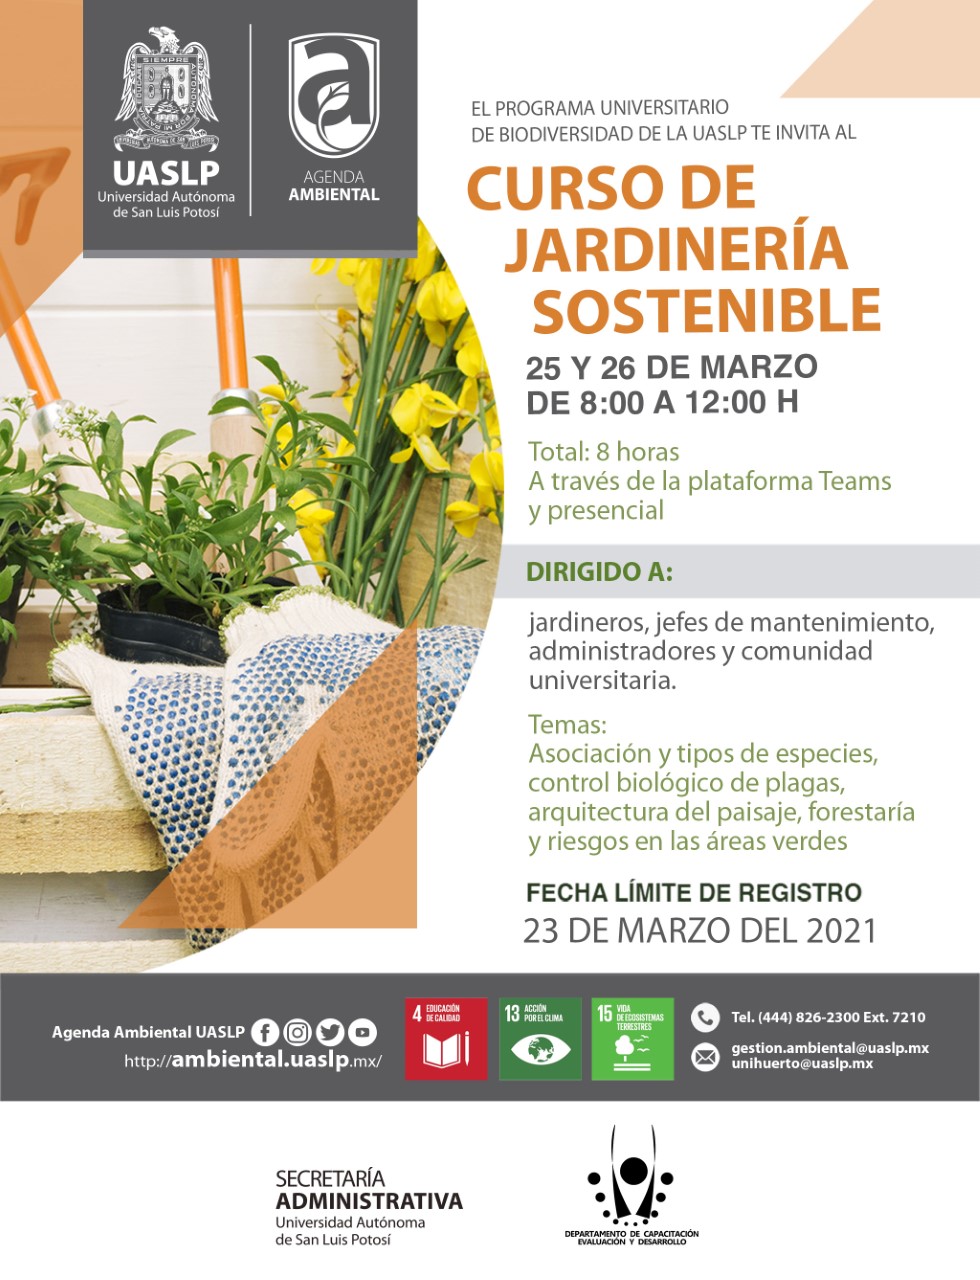 SIEMPRE AUTONOMA
POR MI PATRIA EDUCARÉ
UASLP
Universidad Autónoma
de San Luis Potosí
AGENDA
AMBIENTAL
EL PROGRAMA UNIVERSITARIO
DE BIODIVERSIDAD DE LA UASLP TE INVITA AL
CURSO DE
JARDINERÍA
SOSTENIBLE
25 Y 26 DE MARZO
DE 8:00 A 12:00 H
Total: 8 horas
A través de la plataforma Teams
y presencial
DIRIGIDO A:
jardineros, jefes de mantenimiento,
administradores y comunidad
universitaria.
Temas:
Asociación y tipos de especies,
control biológico de plagas,
arquitectura del paisaje, forestaría
y riesgos en las áreas verdes
FECHA LÍMITE DE REGISTRO
23 DE MARZO DEL 2021
Agenda Ambiental UASLP
http://ambiental.uaslp.mx/
4 EDUCACIÓN
DE CALIDAD
13 ACCIÓN
POR EL CLIMA
15 VIDA
DE ECOSISTEMAS
TERRESTRES
Tel. (444) 826-2300 Ext. 7210
gestion.ambiental@uaslp.mx
unihuerto@uaslp.mx
SECRETARÍA
ADMINISTRATIVA
Universidad Autónoma
de San Luis Potosí
DEPARTAMENTO DE CAPACITACIÓN
EVALUACIÓN Y DESARROLLO